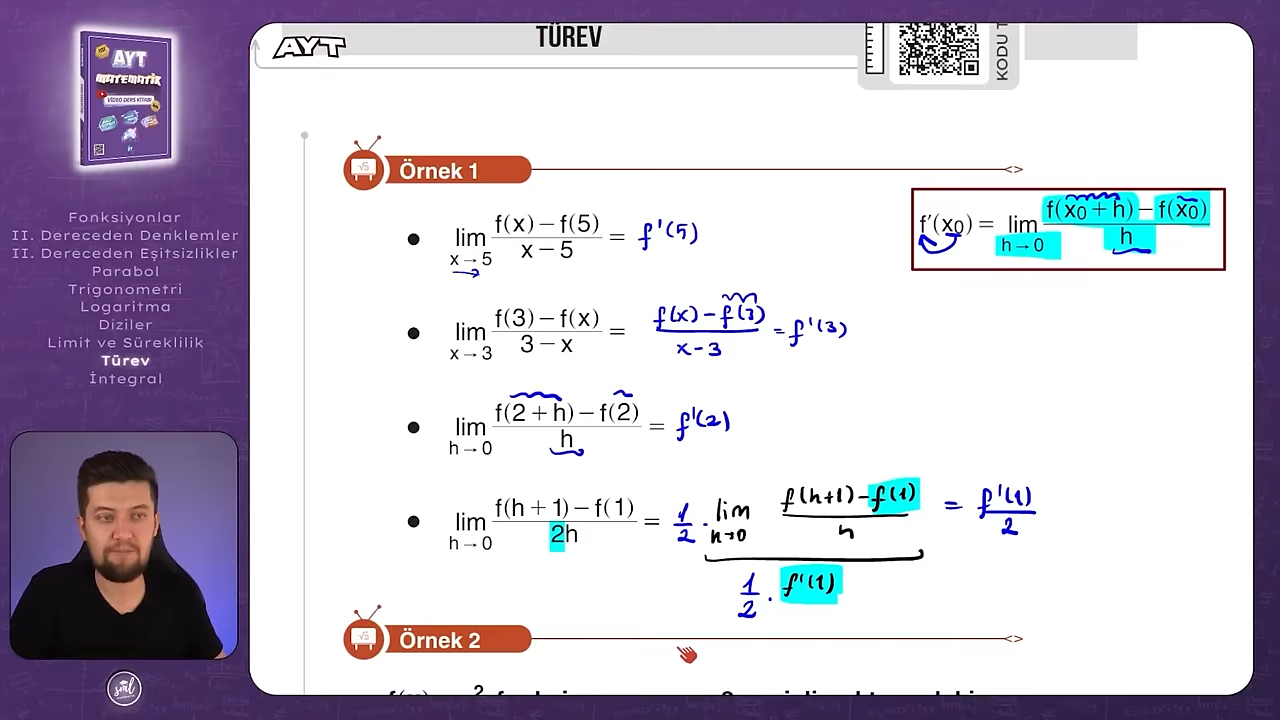 AYT
MATEMATİK
VİDEO DERS KİTABI
Fonksiyonlar
II. Dereceden Denklemler
II. Dereceden Eşitsizlikler
Parabol
Trigonometri
Logaritma
Diziler
Limit ve Süreklilik
Türev
İntegral
sml
AYT
TÜREV
KODU T
√5 Örnek 1 <>
f'(x₀) = lim h→0 f(x₀ + h) − f(x₀) / h
• lim x→5 f(x) − f(5) / x − 5 = f'(5)
• lim x→3 f(3) − f(x) / 3 − x = f(x) − f(3) / x − 3 = f'(3)
• lim h→0 f(2 + h) − f(2) / h = f'(2)
• lim h→0 f(h + 1) − f(1) / 2h = 1/2 · lim h→0 f(h+1) − f(1) / h = f'(1) / 2
1/2 · f'(1)
√5 Örnek 2 <>